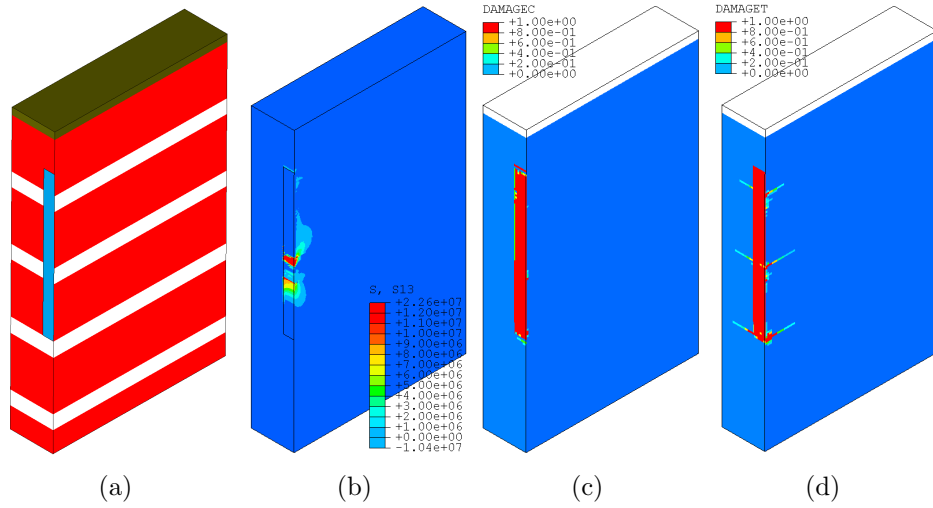 DAMAGEC
+1.00e+00
+8.00e-01
+6.00e-01
+4.00e-01
+2.00e-01
+0.00e+00
DAMAGET
+1.00e+00
+8.00e-01
+6.00e-01
+4.00e-01
+2.00e-01
+0.00e+00
S, S13
+2.26e+07
+1.20e+07
+1.10e+07
+1.00e+07
+9.00e+06
+8.00e+06
+7.00e+06
+6.00e+06
+5.00e+06
+4.00e+06
+3.00e+06
+2.00e+06
+1.00e+06
+0.00e+00
-1.04e+07
(a)
(b)
(c)
(d)